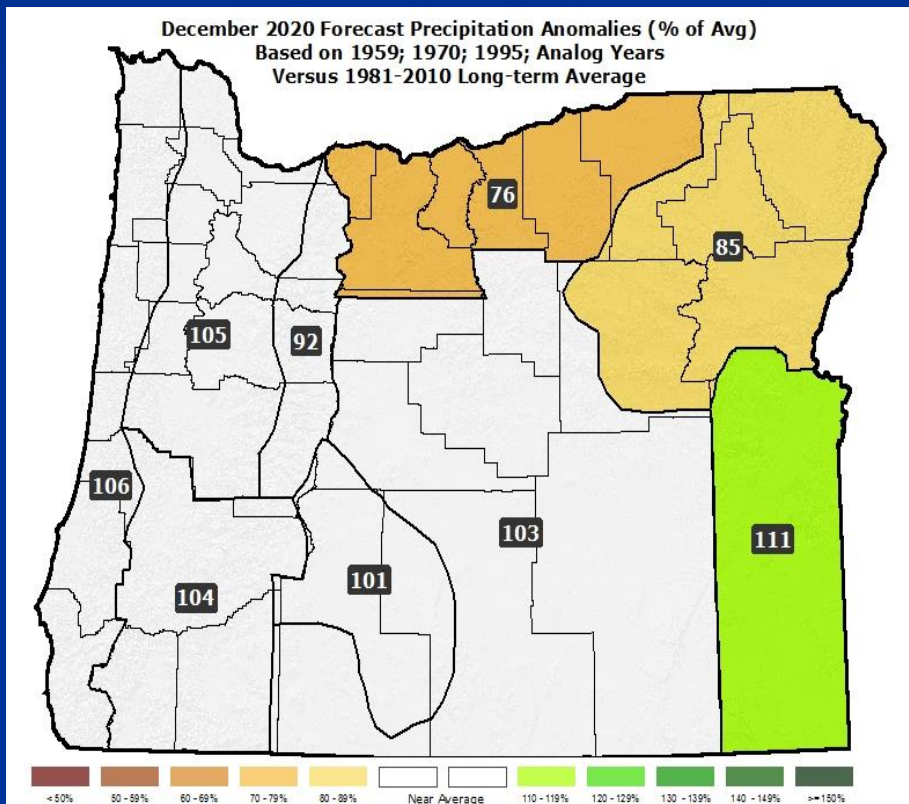 December 2020 Forecast Precipitation Anomalies (% of Avg)
Based on 1959; 1970; 1995; Analog Years
Versus 1981-2010 Long-term Average
76
85
105
92
106
103
111
101
104
< 50%
50 - 59%
60 - 69%
70 - 79%
80 - 89%
Near Average
110 - 119%
120 - 129%
130 - 139%
140 - 149%
>= 150%